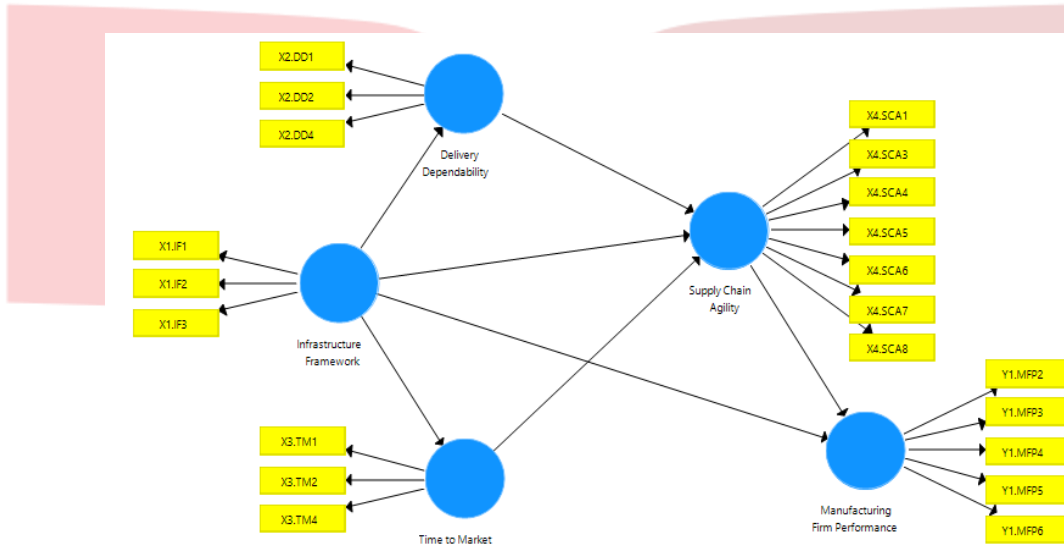 X2.DD1
X2.DD2
X2.DD4
Delivery
Dependability
X4.SCA1
X4.SCA3
X4.SCA4
X4.SCA5
X4.SCA6
X4.SCA7
X4.SCA8
Supply Chain
Agility
X1.IF1
X1.IF2
X1.IF3
Infrastructure
Framework
X3.TM1
X3.TM2
X3.TM4
Time to Market
Y1.MFP2
Y1.MFP3
Y1.MFP4
Y1.MFP5
Y1.MFP6
Manufacturing
Firm Performance